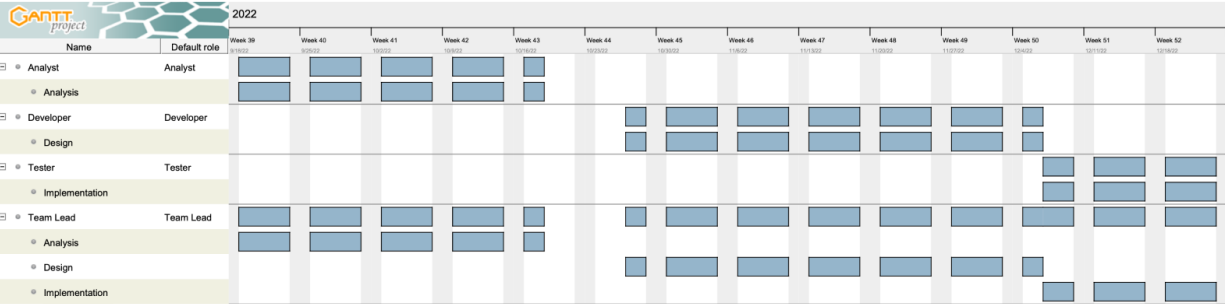 GANTT project
2022
Name Default role
Week 39 Week 40 Week 41 Week 42 Week 43 Week 44 Week 45 Week 46 Week 47 Week 48 Week 49 Week 50 Week 51 Week 52
9/18/22 9/25/22 10/2/22 10/9/22 10/16/22 10/23/22 10/30/22 11/6/22 11/13/22 11/20/22 11/27/22 12/4/22 12/11/22 12/18/22
Analyst Analyst
Analysis
Developer Developer
Design
Tester Tester
Implementation
Team Lead Team Lead
Analysis
Design
Implementation